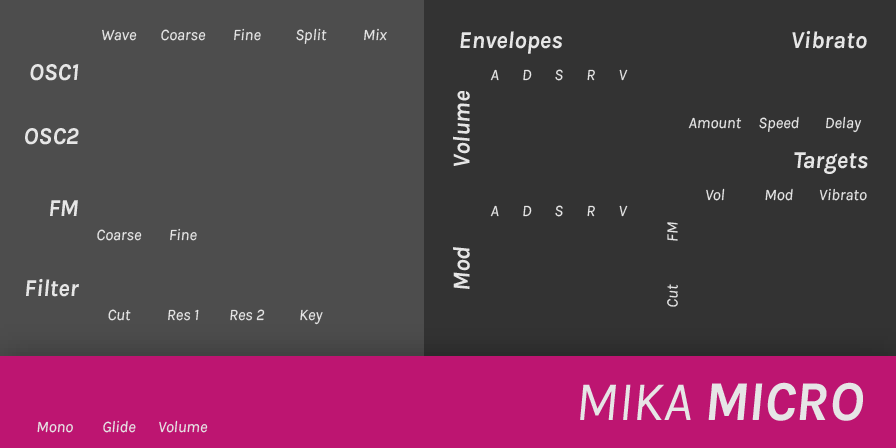 Wave Coarse Fine Split Mix
OSC1
OSC2
FM
Coarse Fine
Filter
Cut Res 1 Res 2 Key
Envelopes
A D S R V
Volume
A D S R V
Mod
Vibrato
Amount Speed Delay
Targets
Vol Mod Vibrato
FM
Cut
Mono Glide Volume
MIKA MICRO